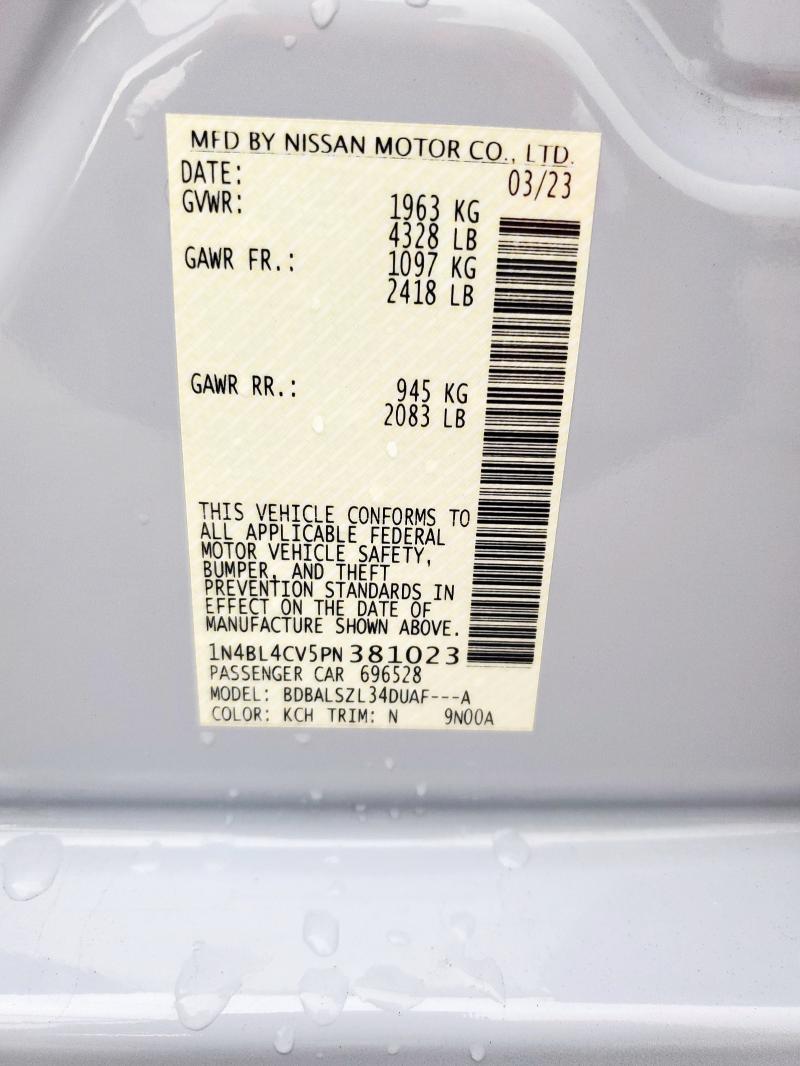 MFD BY NISSAN MOTOR CO., LTD.
DATE: 03/23
GVWR: 1963 KG
4328 LB
GAWR FR.: 1097 KG
2418 LB
GAWR RR.: 945 KG
2083 LB
THIS VEHICLE CONFORMS TO
ALL APPLICABLE FEDERAL
MOTOR VEHICLE SAFETY,
BUMPER, AND THEFT
PREVENTION STANDARDS IN
EFFECT ON THE DATE OF
MANUFACTURE SHOWN ABOVE.
1N4BL4CV5PN381023
PASSENGER CAR 696528
MODEL: BDBALSZL34DUAF---A
COLOR: KCH TRIM: N 9N00A